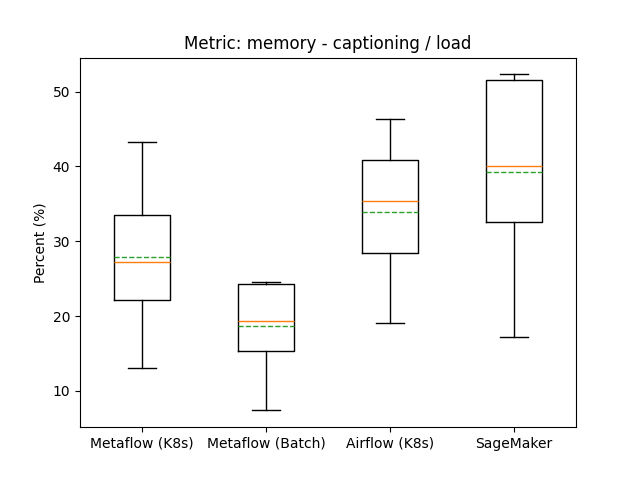 Metric: memory - captioning / load
Percent (%)
50
40
30
20
10
Metaflow (K8s) Metaflow (Batch) Airflow (K8s) SageMaker